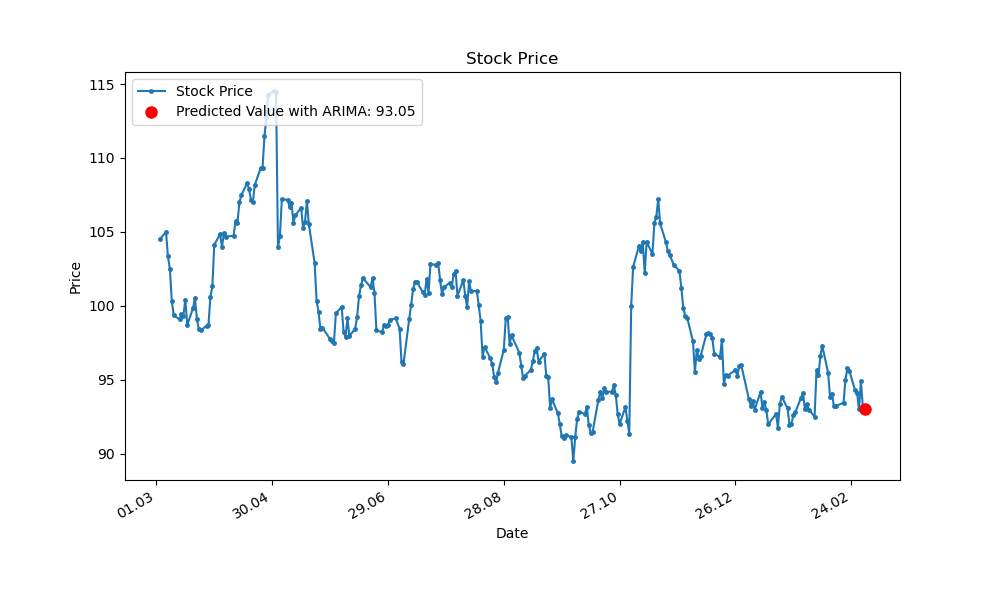 Stock Price
Stock Price
Predicted Value with ARIMA: 93.05
115
110
105
100
95
90
Price
01.03
30.04
29.06
28.08
27.10
26.12
24.02
Date